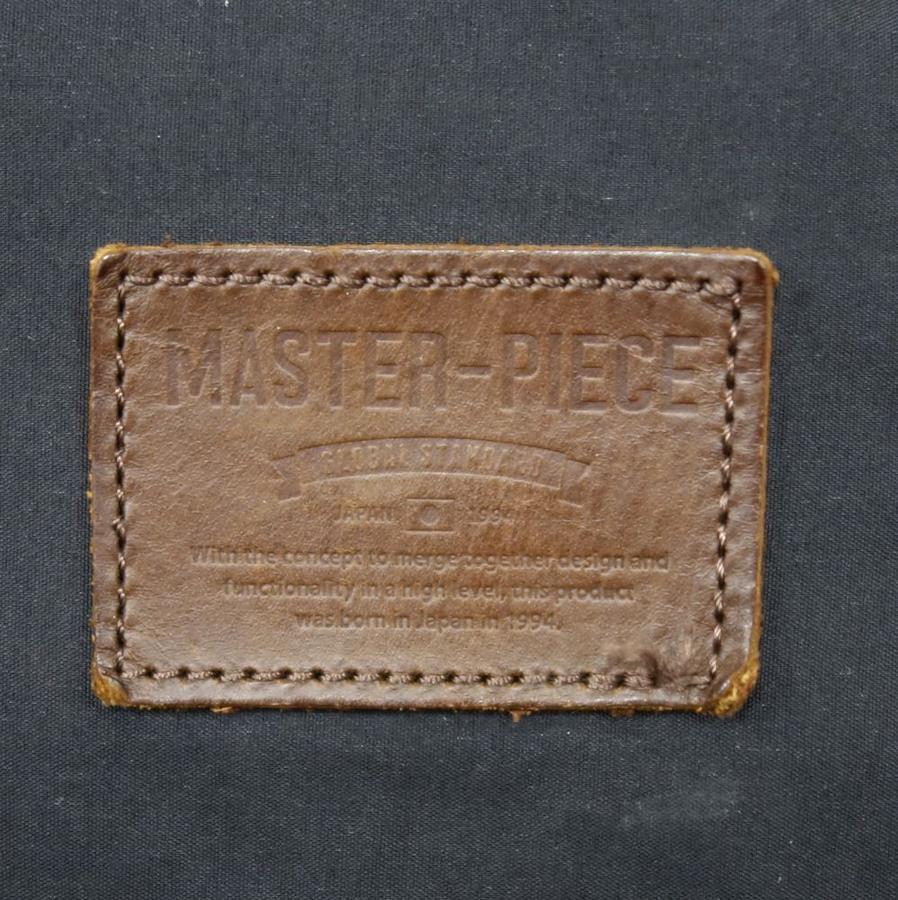 MASTER-PIECE
GLOBAL STANDARD
JAPAN 1994
With the concept to merge together design and
functionality in a high level, this product
was born in Japan in 1994.